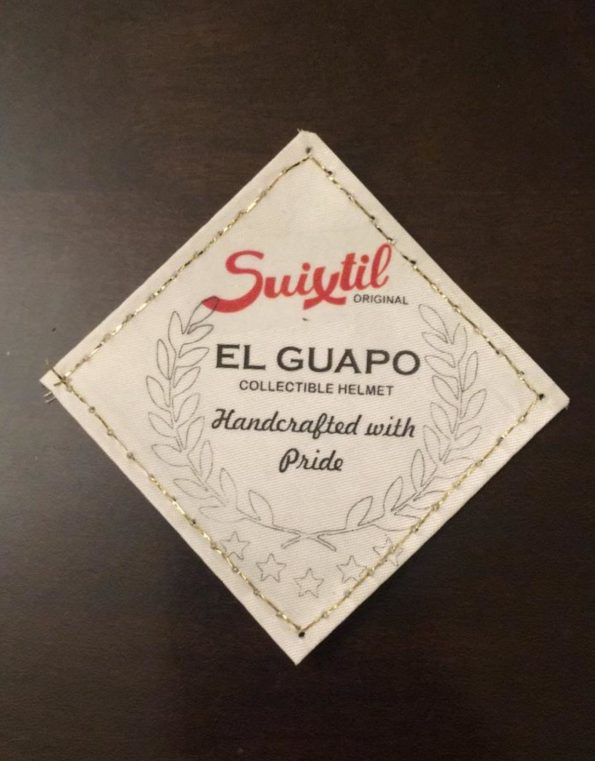 Suixtil
ORIGINAL
EL GUAPO
COLLECTIBLE HELMET
Handcrafted with
Pride